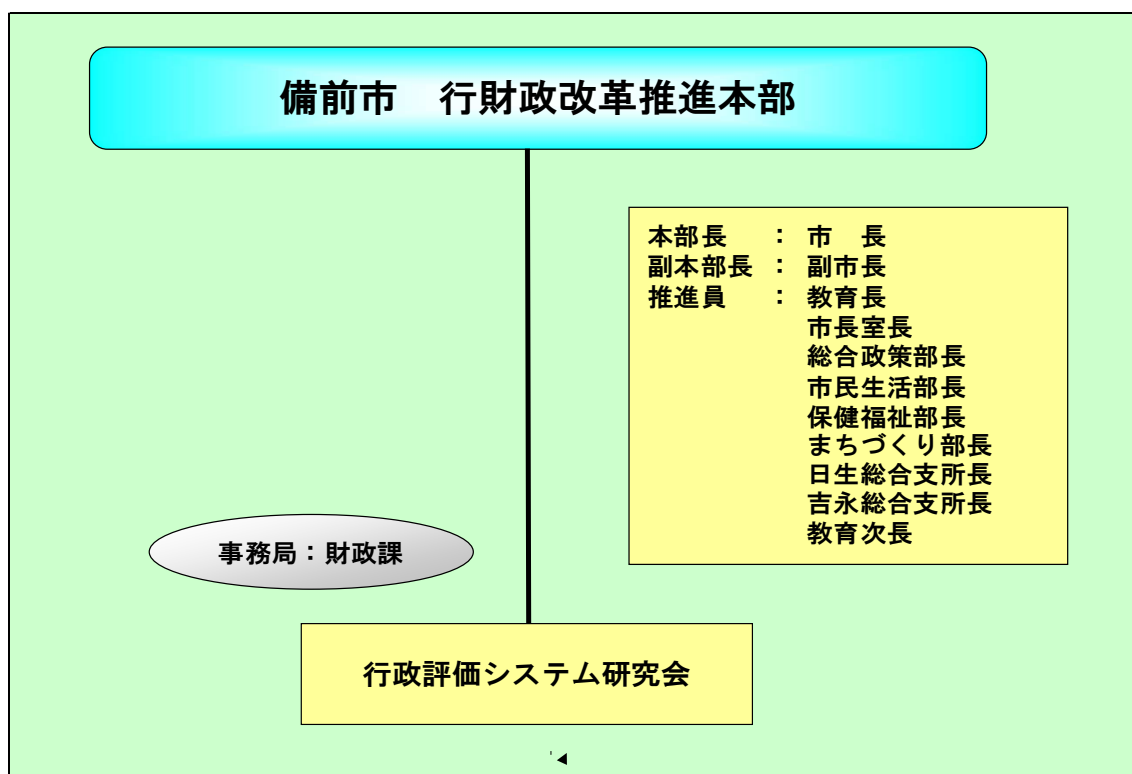 備前市　行財政改革推進本部
本部長　：　市　長
副本部長　：　副市長
推進員　：　教育長
市長室長
総合政策部長
市民生活部長
保健福祉部長
まちづくり部長
日生総合支所長
吉永総合支所長
教育次長
事務局：財政課
行政評価システム研究会